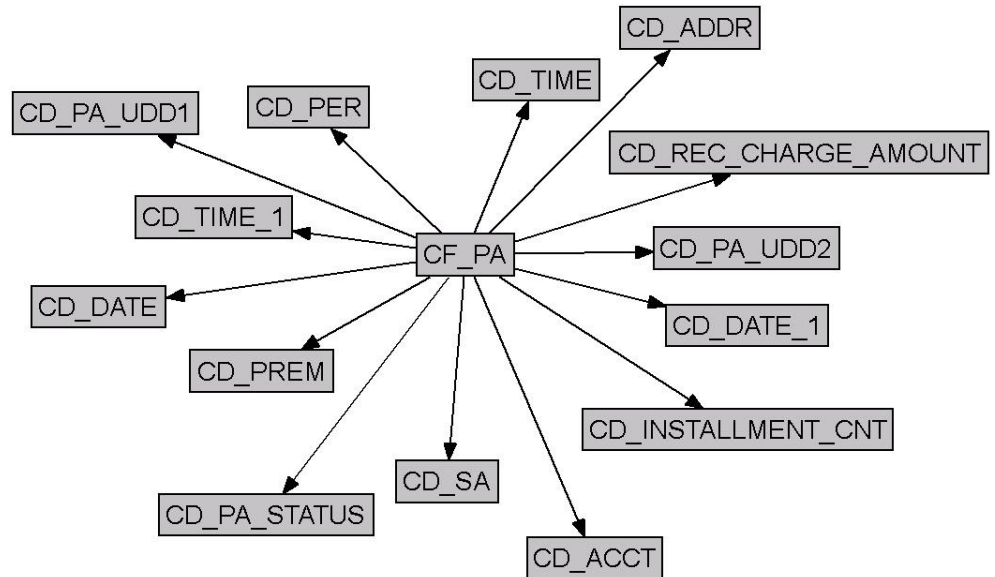 CD_ADDR
CD_TIME
CD_PER
CD_PA_UDD1
CD_REC_CHARGE_AMOUNT
CD_TIME_1
CF_PA
CD_PA_UDD2
CD_DATE
CD_DATE_1
CD_PREM
CD_INSTALLMENT_CNT
CD_SA
CD_PA_STATUS
CD_ACCT